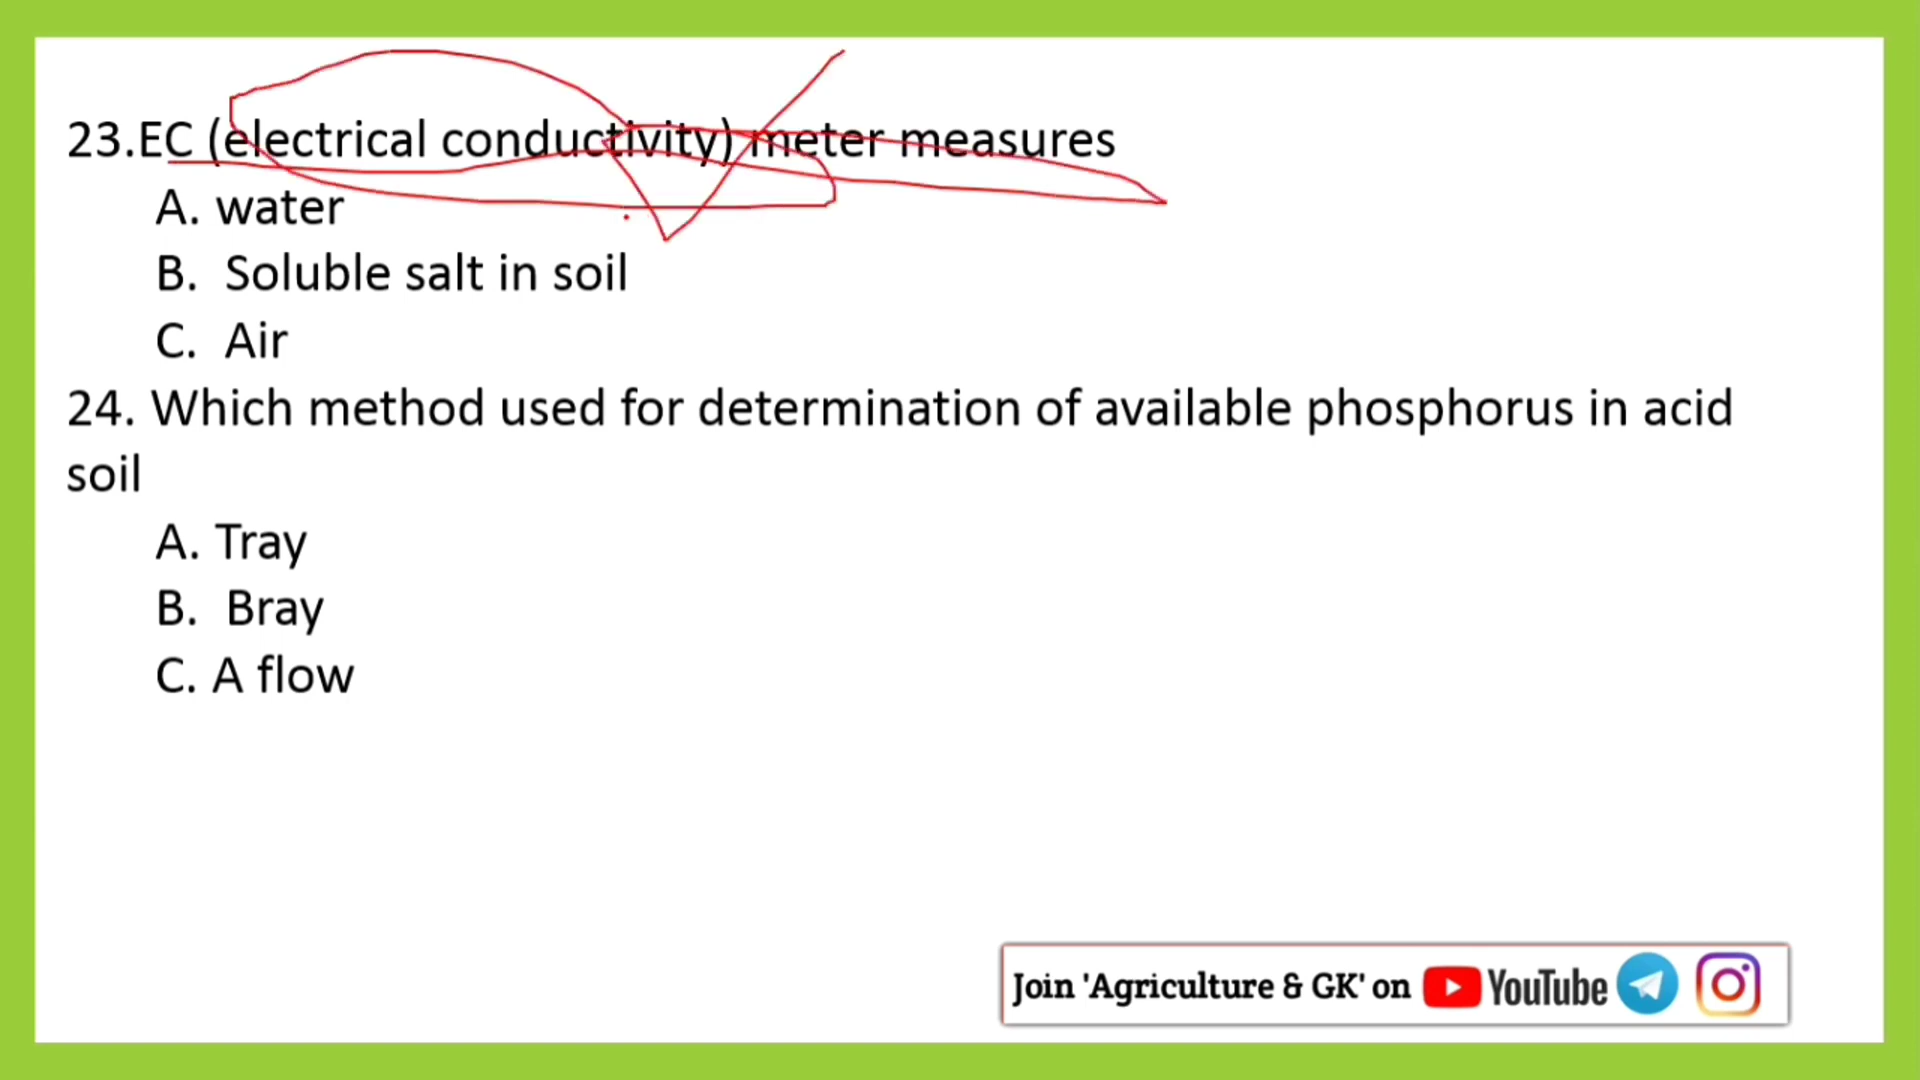 23.EC (electrical conductivity) meter measures
A. water
B. Soluble salt in soil
C. Air
24. Which method used for determination of available phosphorus in acid
soil
A. Tray
B. Bray
C. A flow
Join 'Agriculture & GK' on YouTube